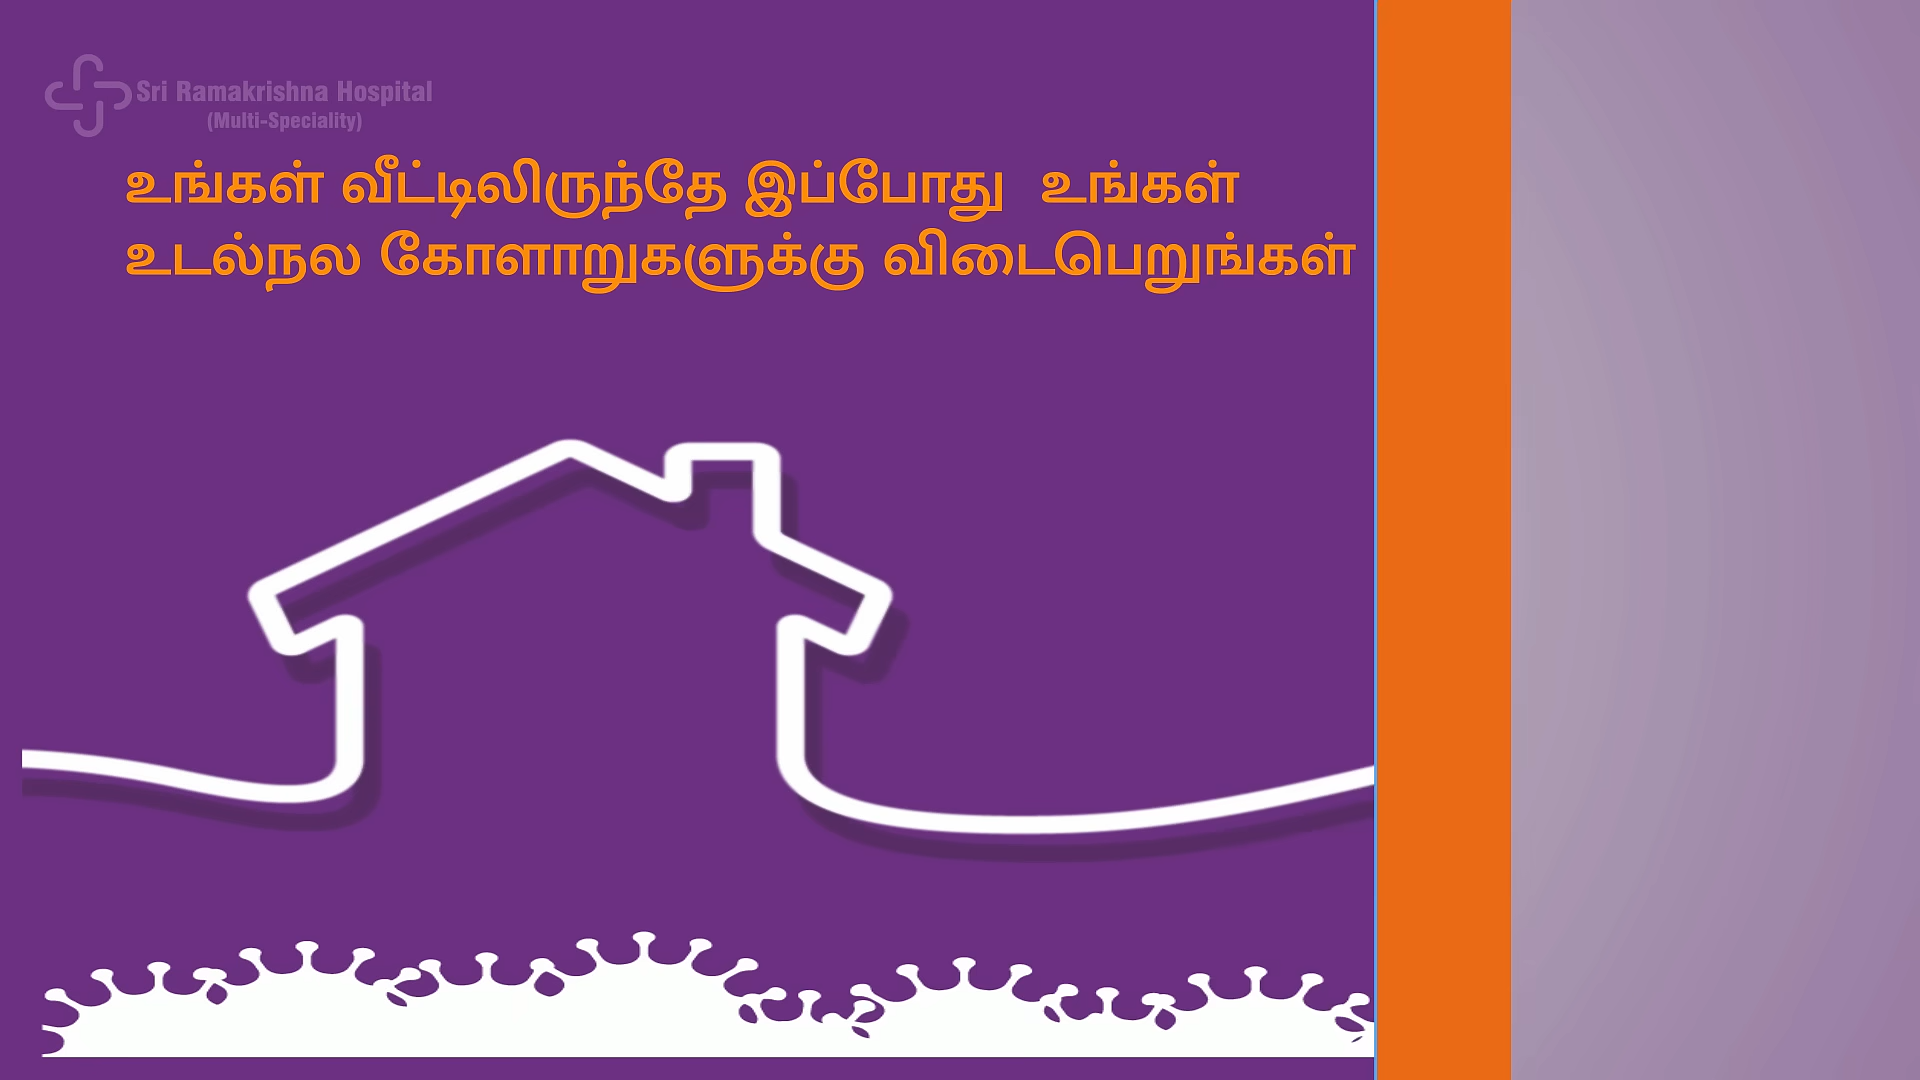 Sri Ramakrishna Hospital
(Multi-Speciality)
உங்கள் வீட்டிலிருந்தே இப்போது உங்கள்
உடல்நல கோளாறுகளுக்கு விடைபெறுங்கள்